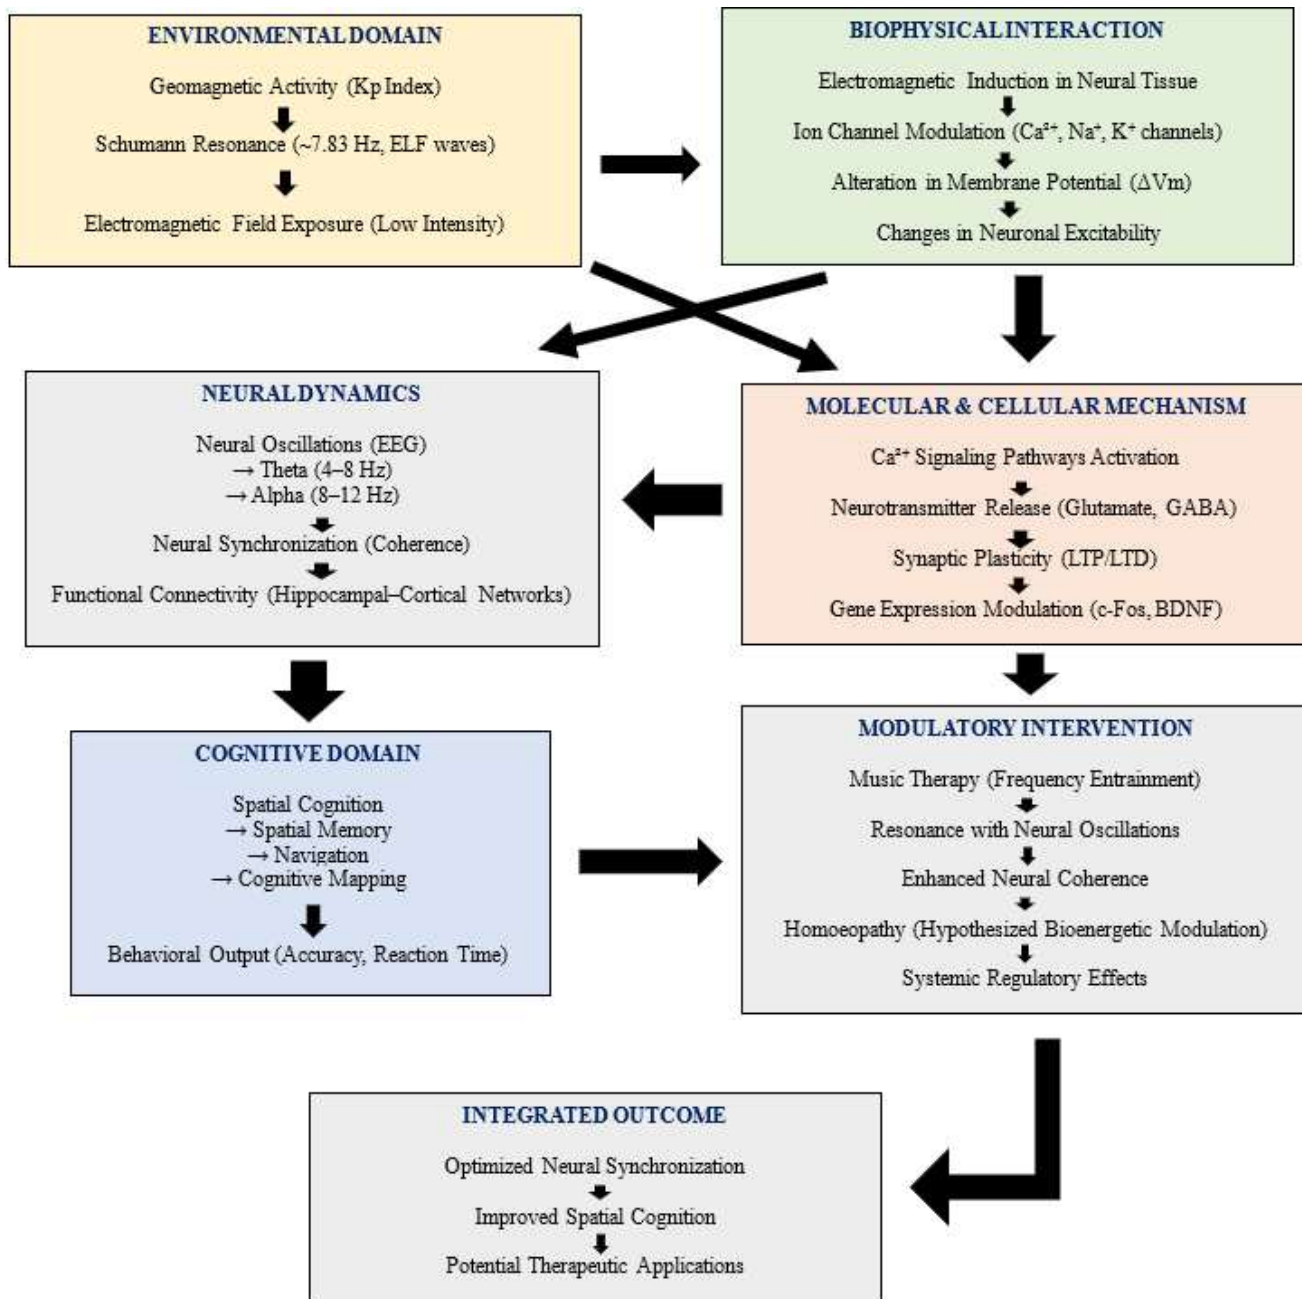 ENVIRONMENTAL DOMAIN
Geomagnetic Activity (Kp Index)
Schumann Resonance (~7.83 Hz, ELF waves)
Electromagnetic Field Exposure (Low Intensity)
BIOPHYSICAL INTERACTION
Electromagnetic Induction in Neural Tissue
Ion Channel Modulation (Ca²⁺, Na⁺, K⁺ channels)
Alteration in Membrane Potential (ΔVm)
Changes in Neuronal Excitability
NEURAL DYNAMICS
Neural Oscillations (EEG)
→ Theta (4–8 Hz)
→ Alpha (8–12 Hz)
Neural Synchronization (Coherence)
Functional Connectivity (Hippocampal–Cortical Networks)
MOLECULAR & CELLULAR MECHANISM
Ca²⁺ Signaling Pathways Activation
Neurotransmitter Release (Glutamate, GABA)
Synaptic Plasticity (LTP/LTD)
Gene Expression Modulation (c-Fos, BDNF)
COGNITIVE DOMAIN
Spatial Cognition
→ Spatial Memory
→ Navigation
→ Cognitive Mapping
Behavioral Output (Accuracy, Reaction Time)
MODULATORY INTERVENTION
Music Therapy (Frequency Entrainment)
Resonance with Neural Oscillations
Enhanced Neural Coherence
Homoeopathy (Hypothesized Bioenergetic Modulation)
Systemic Regulatory Effects
INTEGRATED OUTCOME
Optimized Neural Synchronization
Improved Spatial Cognition
Potential Therapeutic Applications